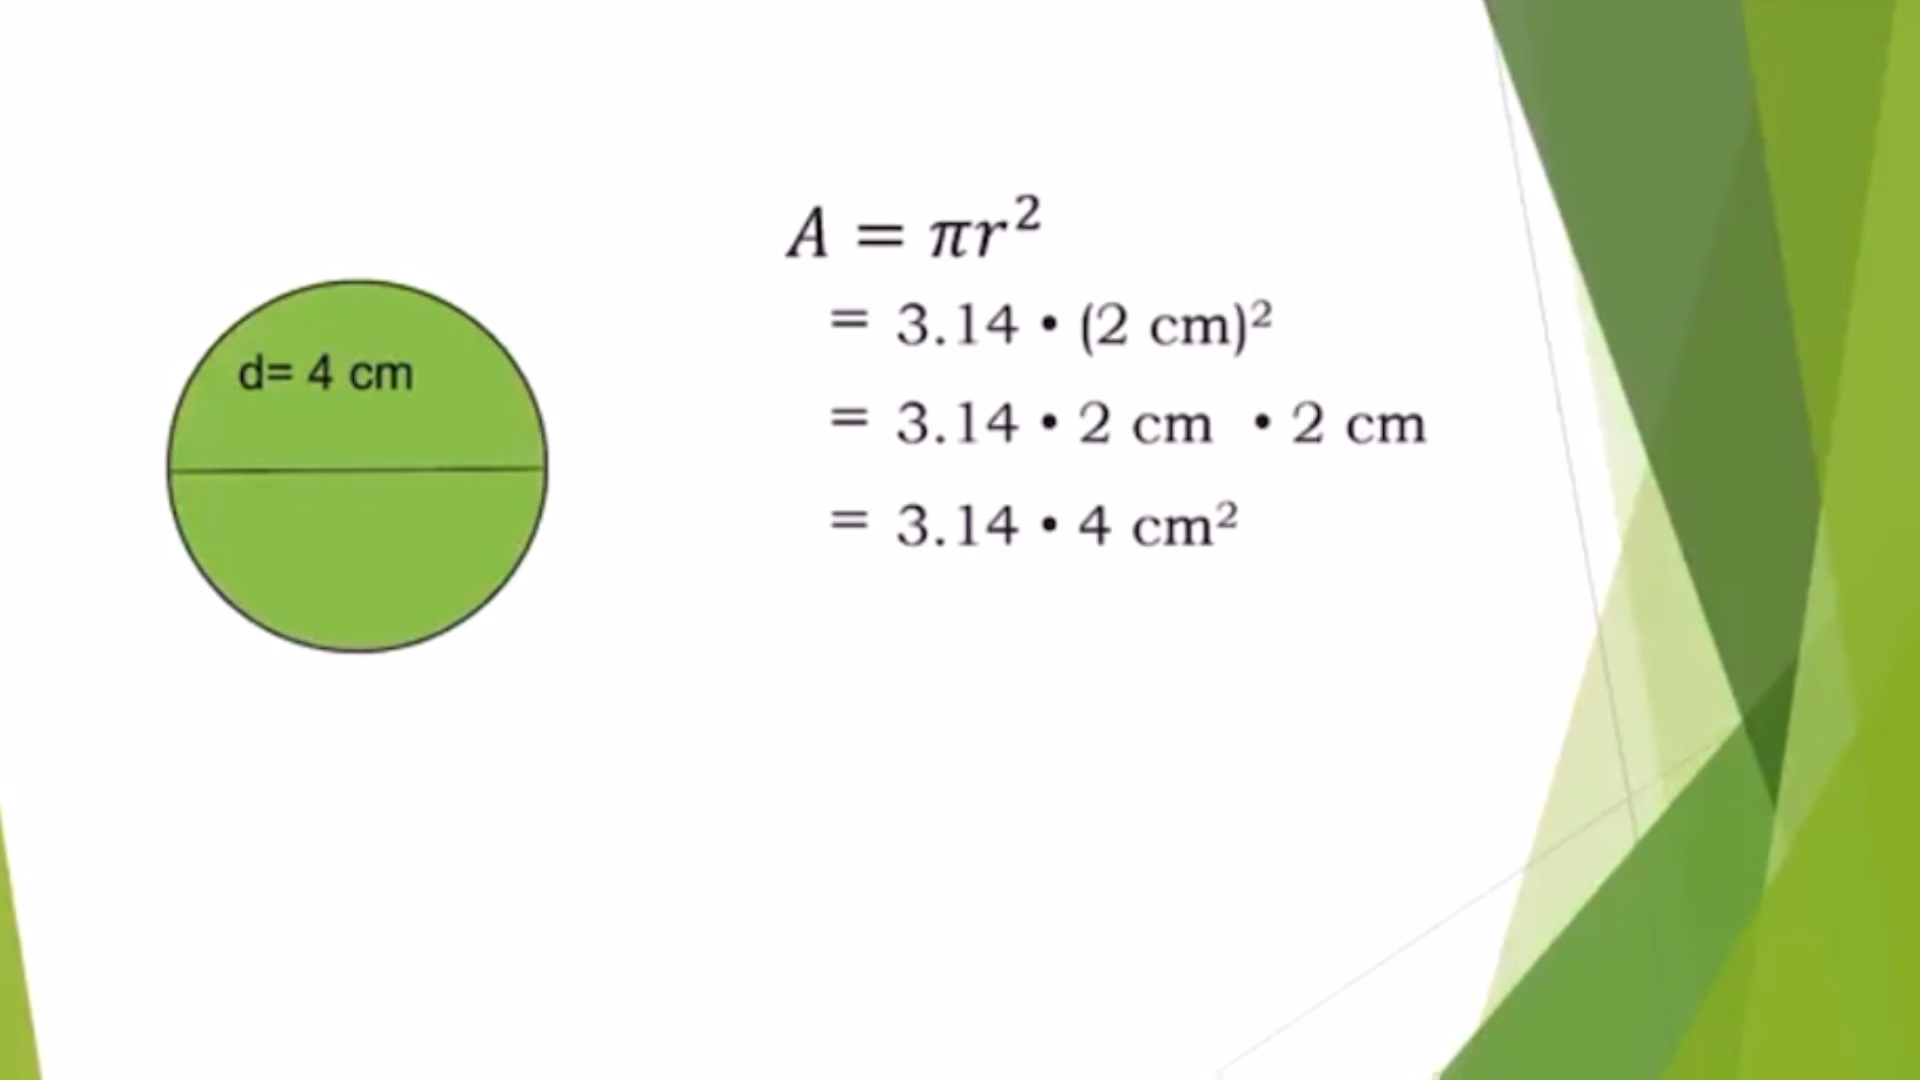 d= 4 cm
A = πr²
= 3.14 • (2 cm)²
= 3.14 • 2 cm • 2 cm
= 3.14 • 4 cm²